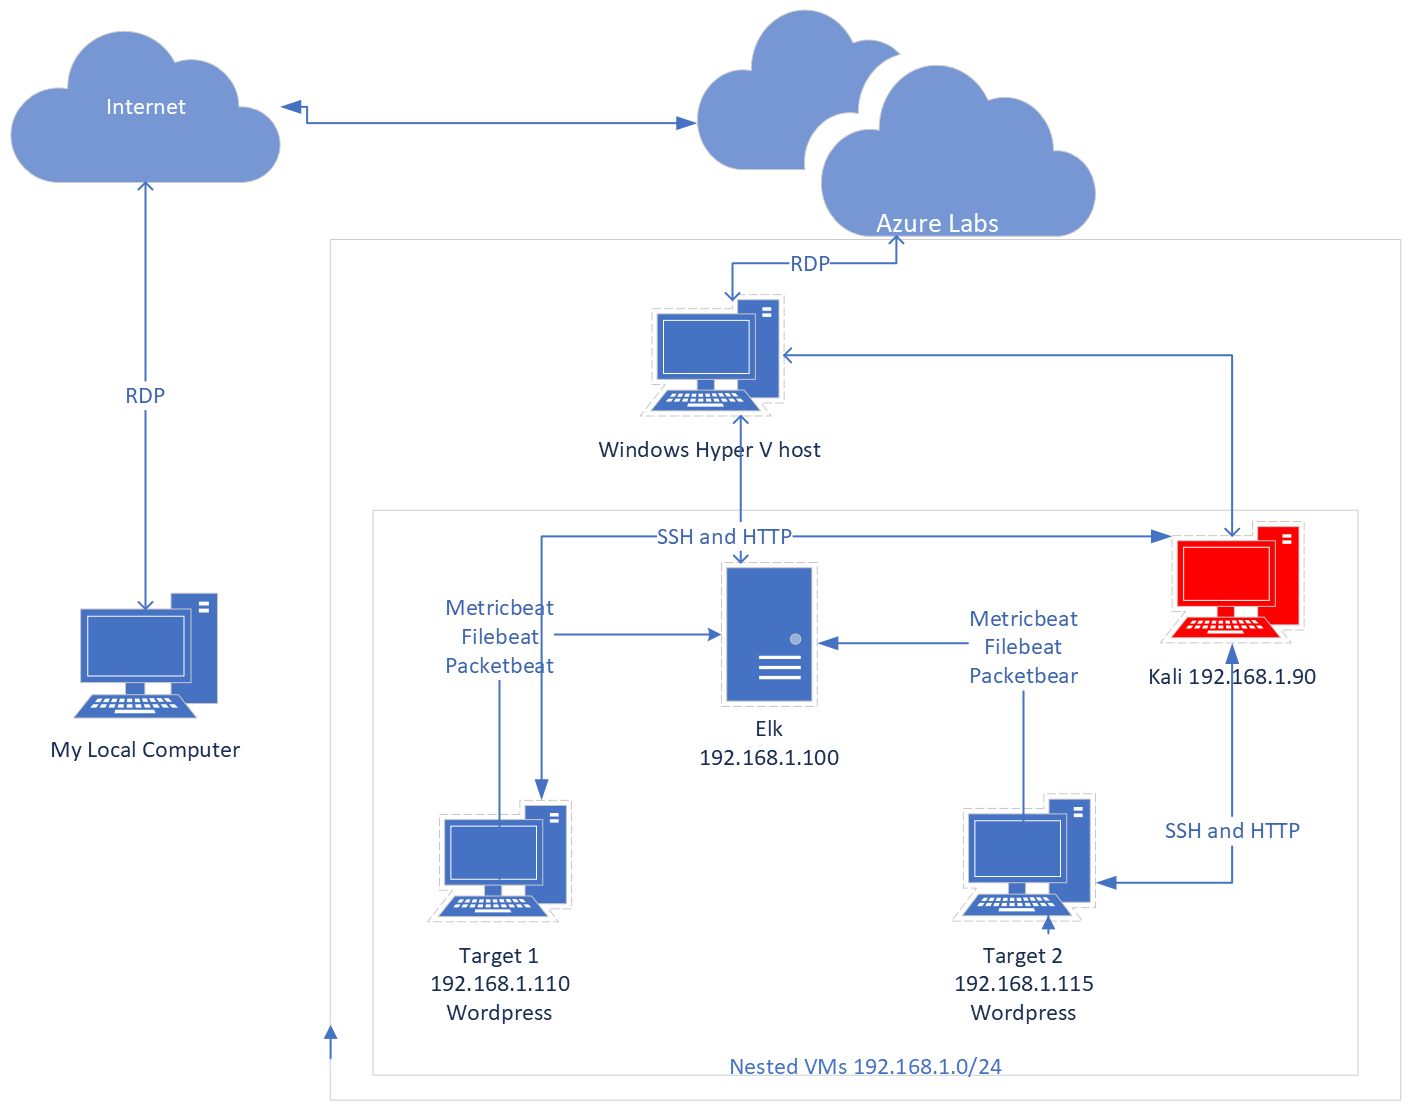 Internet
Azure Labs
RDP
RDP
Windows Hyper V host
SSH and HTTP
Metricbeat
Filebeat
Packetbeat
Metricbeat
Filebeat
Packetbear
Kali 192.168.1.90
Elk
192.168.1.100
My Local Computer
SSH and HTTP
Target 1
192.168.1.110
Wordpress
Target 2
192.168.1.115
Wordpress
Nested VMs 192.168.1.0/24